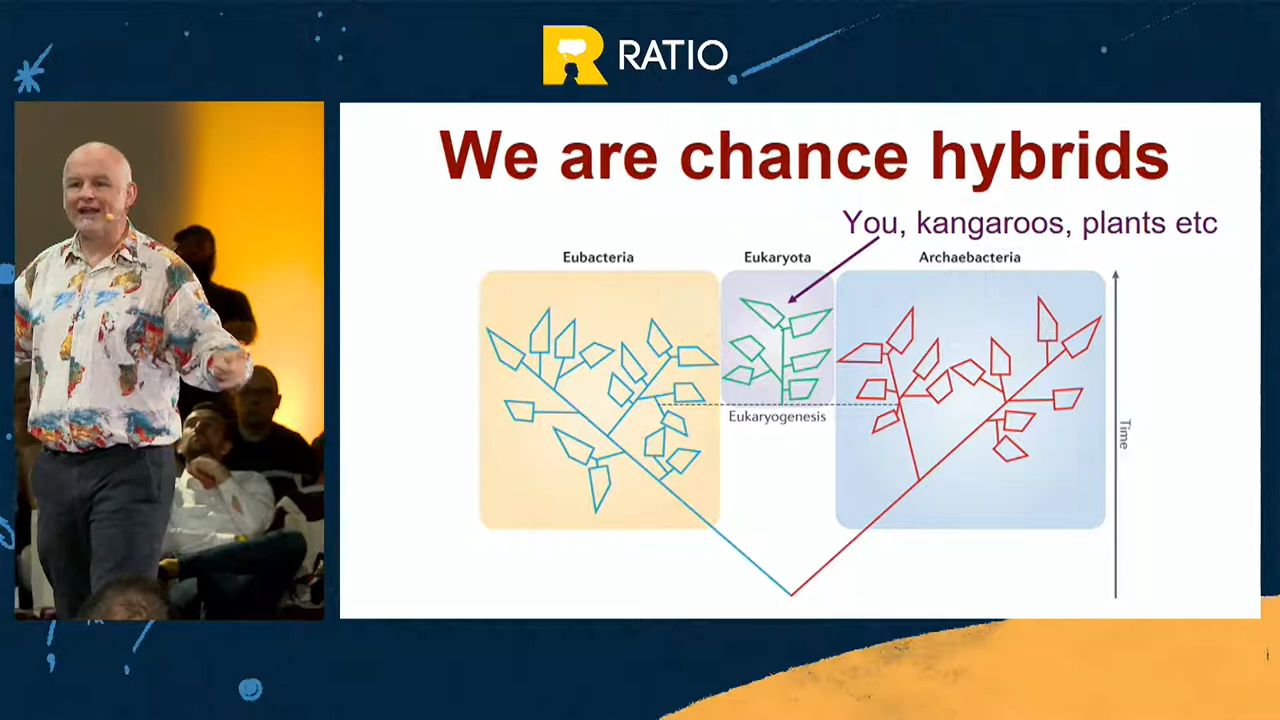 RATIO
We are chance hybrids
You, kangaroos, plants etc
Eubacteria
Eukaryota
Archaebacteria
Eukaryogenesis
Time